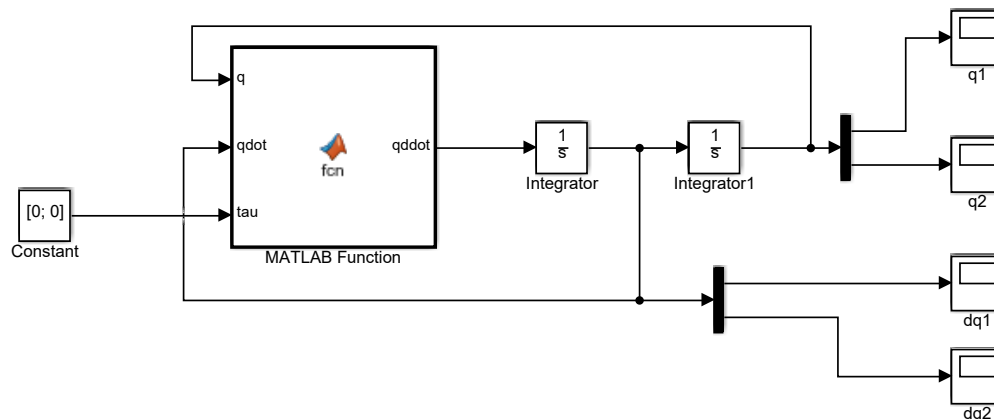 q
qdot
tau
fcn
qddot
MATLAB Function
[0; 0]
Constant
1
s
Integrator
1
s
Integrator1
q1
q2
dq1
dq2